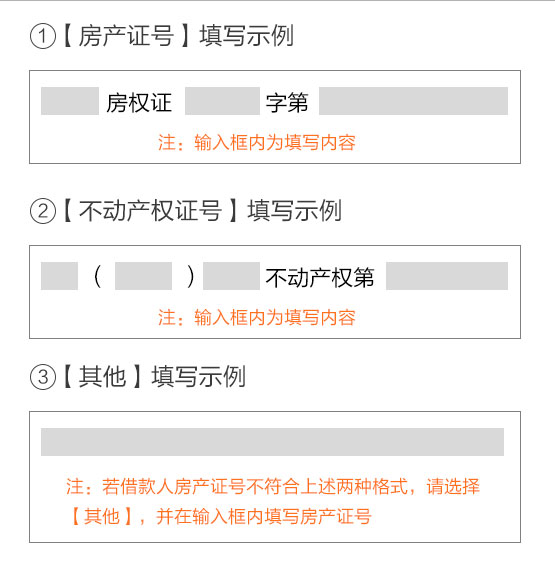 ①【房产证号】填写示例
房权证 字第
注：输入框内为填写内容
②【不动产权证号】填写示例
（ ） 不动产权第
注：输入框内为填写内容
③【其他】填写示例
注：若借款人房产证号不符合上述两种格式，请选择
【其他】，并在输入框内填写房产证号